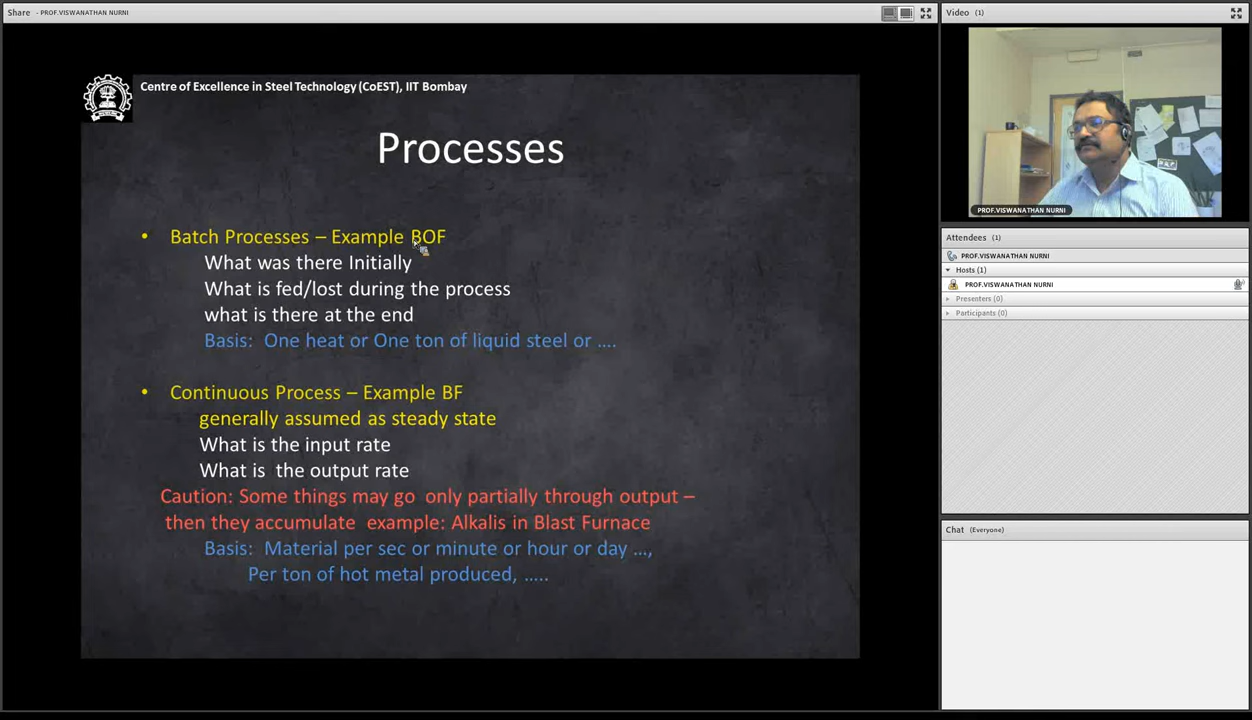 Share - PROF.VISWANATHAN NURNI
Centre of Excellence in Steel Technology (CoEST), IIT Bombay
Processes
• Batch Processes – Example BOF
What was there Initially
What is fed/lost during the process
what is there at the end
Basis: One heat or One ton of liquid steel or ....
• Continuous Process – Example BF
generally assumed as steady state
What is the input rate
What is the output rate
Caution: Some things may go only partially through output –
then they accumulate example: Alkalis in Blast Furnace
Basis: Material per sec or minute or hour or day ...,
Per ton of hot metal produced, .....
Video (1)
PROF.VISWANATHAN NURNI
Attendees (1)
PROF.VISWANATHAN NURNI
Hosts (1)
PROF.VISWANATHAN NURNI
Presenters (0)
Participants (0)
Chat (Everyone)